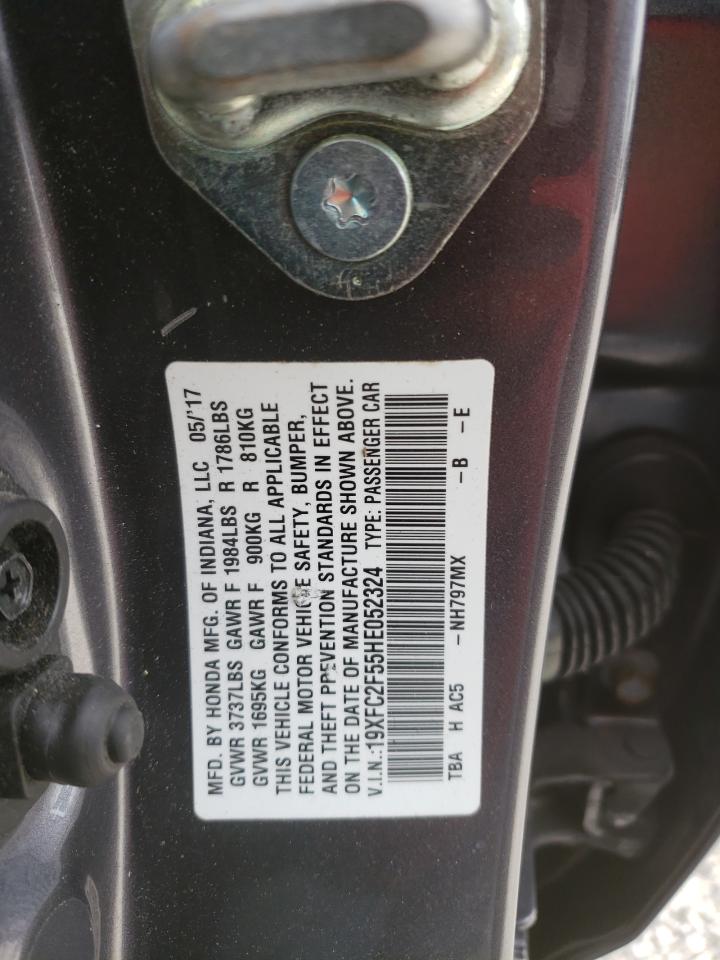 MFD. BY HONDA MFG. OF INDIANA, LLC 05/'17
GVWR 3737LBS GAWR F 1984LBS R 1786LBS
GVWR 1695KG GAWR F 900KG R 810KG
THIS VEHICLE CONFORMS TO ALL APPLICABLE
FEDERAL MOTOR VEHICLE SAFETY, BUMPER,
AND THEFT PREVENTION STANDARDS IN EFFECT
ON THE DATE OF MANUFACTURE SHOWN ABOVE.
V.I.N.:19XFC2F55HE052324 TYPE: PASSENGER CAR
TBA H AC5 -NH797MX -B -E